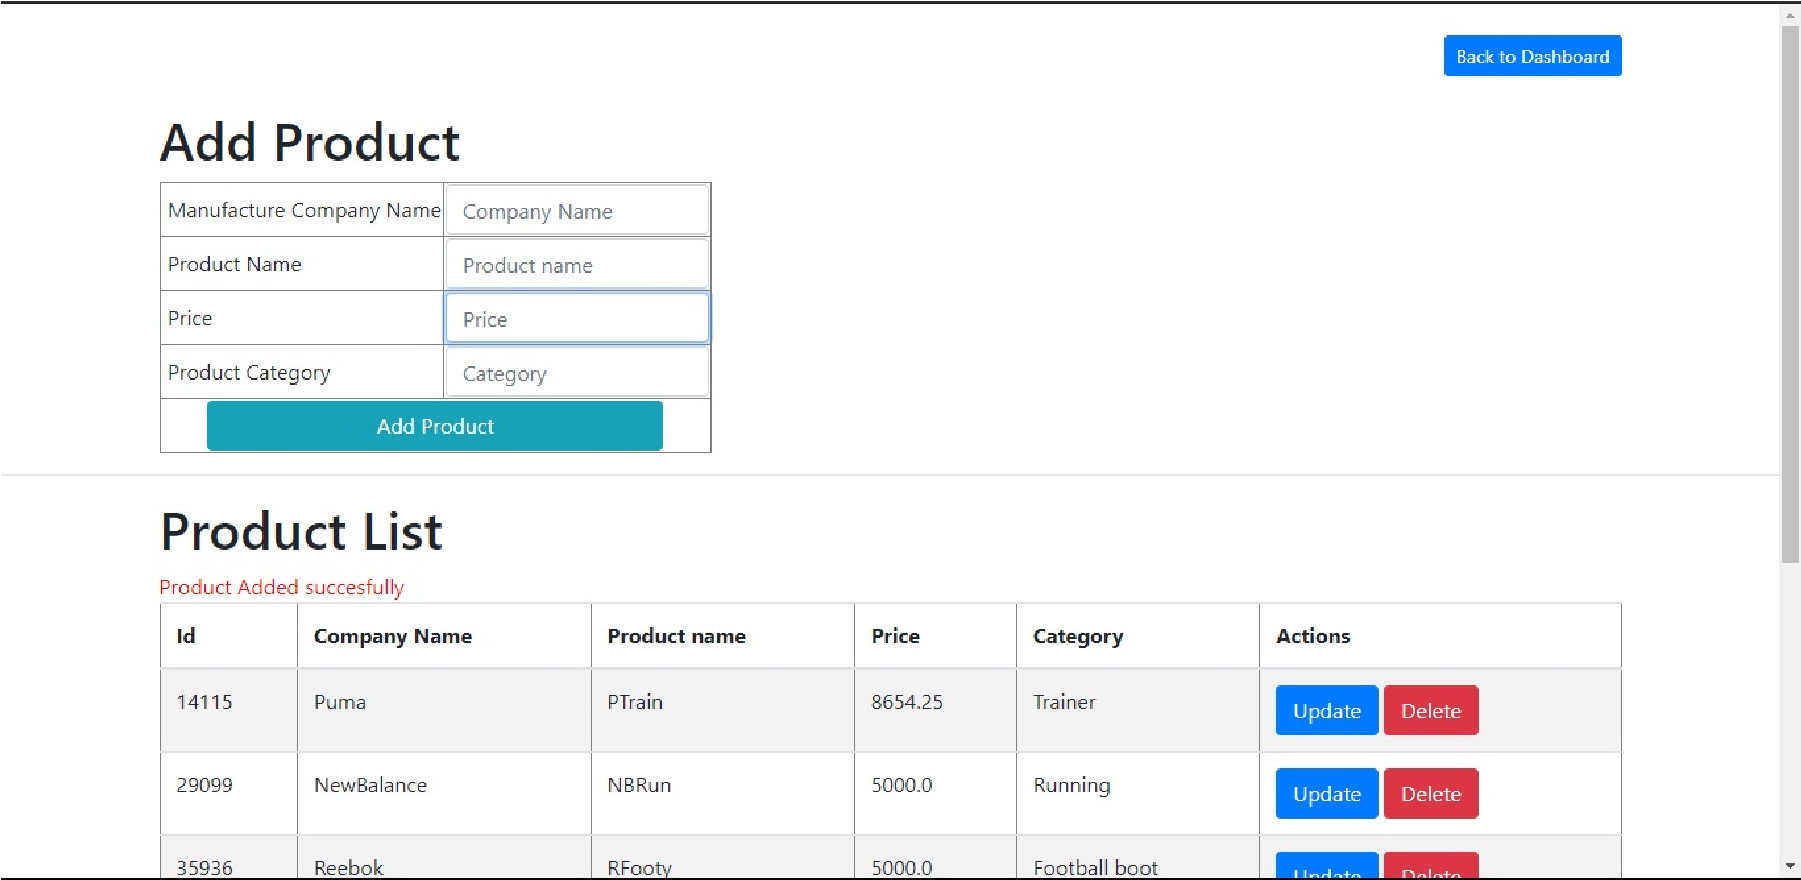 Back to Dashboard
Add Product
Manufacture Company Name Company Name
Product Name Product name
Price Price
Product Category Category
Add Product
Product List
Product Added succesfully
Id Company Name Product name Price Category Actions
14115 Puma PTrain 8654.25 Trainer Update Delete
29099 NewBalance NBRun 5000.0 Running Update Delete
35936 Reebok RFooty 5000.0 Football boot Update Delete